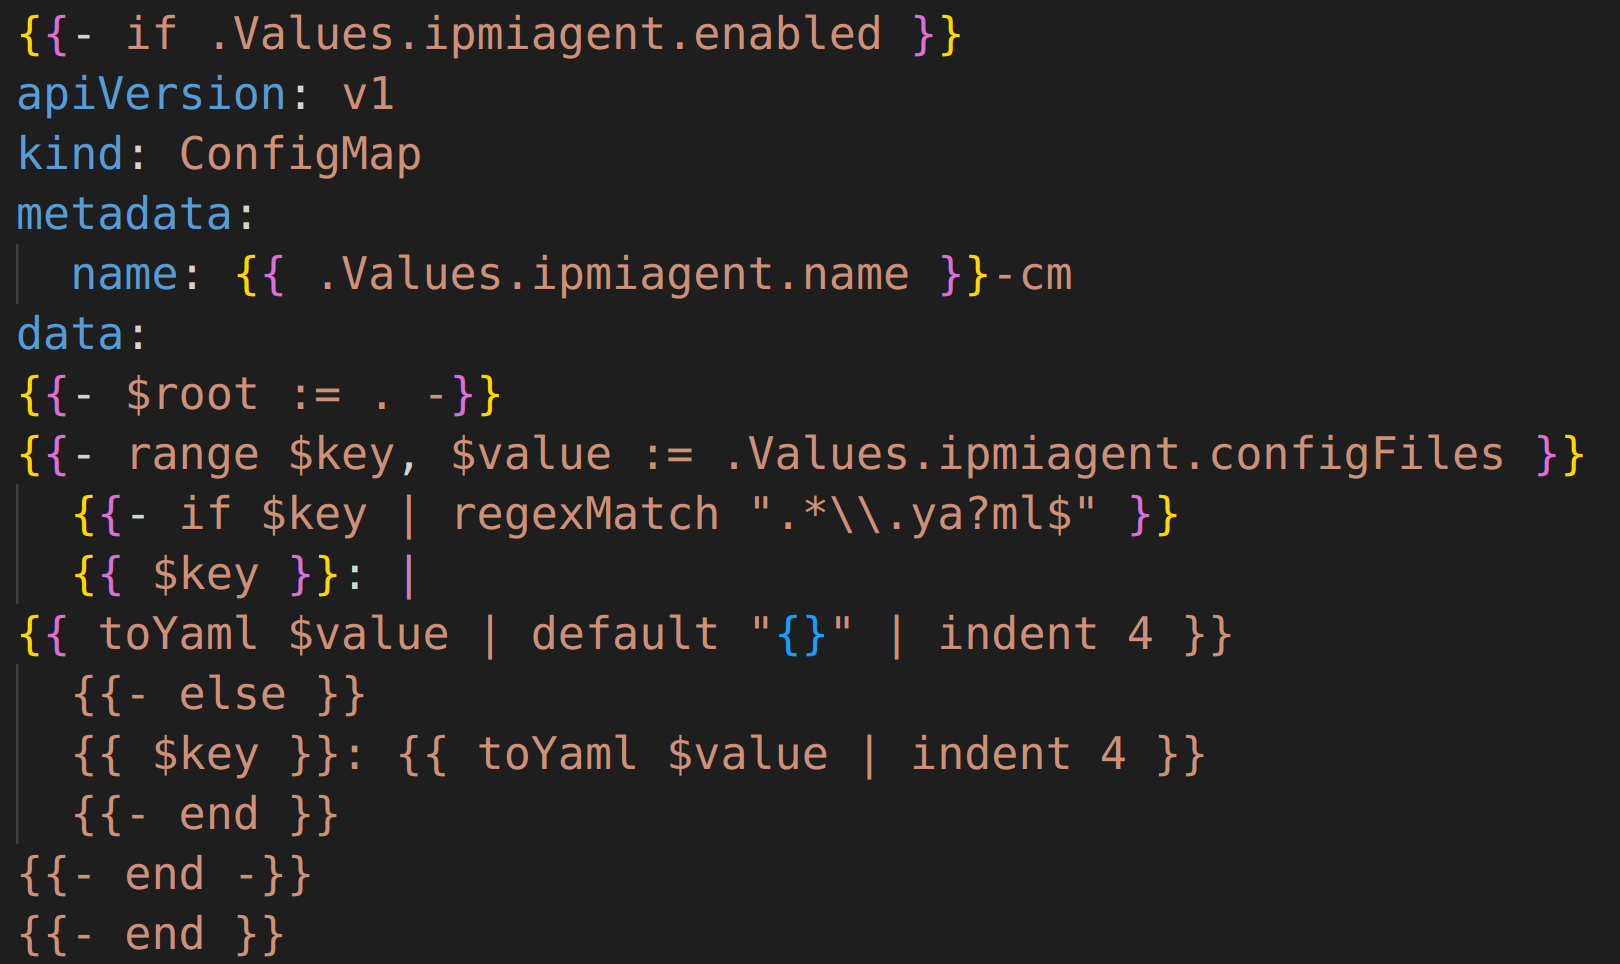 {{- if .Values.ipmiagent.enabled }}
apiVersion: v1
kind: ConfigMap
metadata:
  name: {{ .Values.ipmiagent.name }}-cm
data:
{{- $root := . -}}
{{- range $key, $value := .Values.ipmiagent.configFiles }}
  {{- if $key | regexMatch ".*\\.ya?ml$" }}
  {{ $key }}: |
{{ toYaml $value | default "{}" | indent 4 }}
  {{- else }}
  {{ $key }}: {{ toYaml $value | indent 4 }}
  {{- end }}
{{- end -}}
{{- end }}